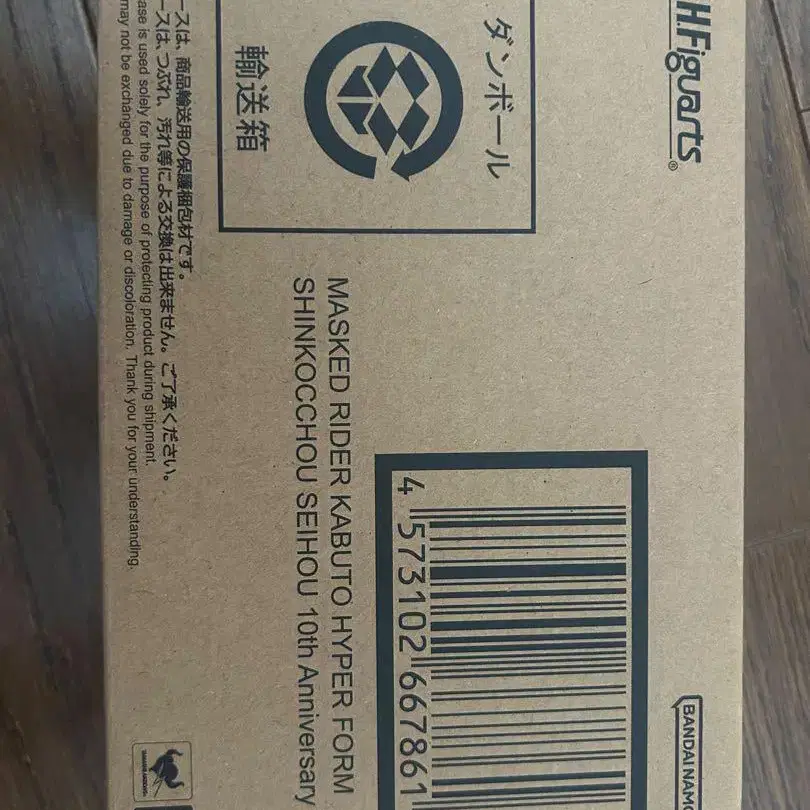 H.Figuarts®
ダンボール
輸送箱
MASKED RIDER KABUTO HYPER FORM
SHINKOCCHOU SEIHOU 10th Anniversary
4 573102 667861
BANDAI NAMCO
ースは、商品輸送用の保護梱包材です。
ースは、つぶれ、汚れ等による交換は出来ません。ご了承ください。
ase is used solely for the purpose of protecting product during shipment.
may not be exchanged due to damage or discoloration. Thank you for your understanding.